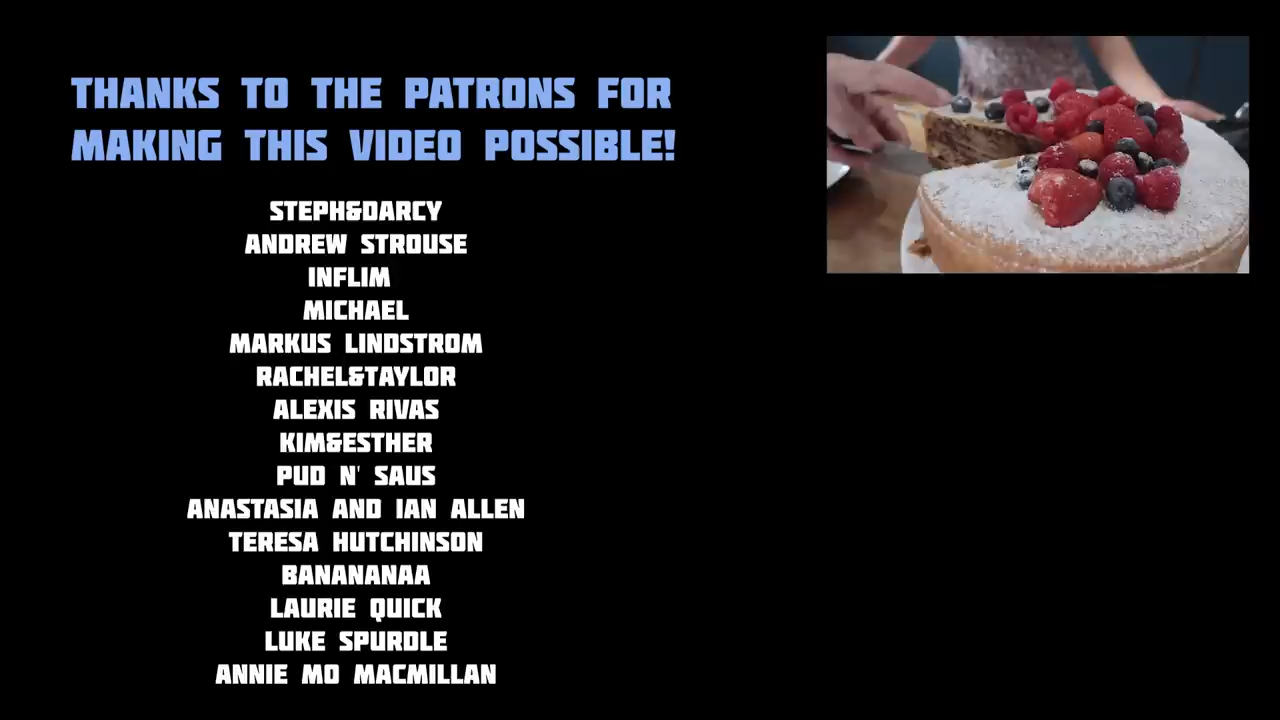 THANKS TO THE PATRONS FOR
MAKING THIS VIDEO POSSIBLE!
STEPH&DARCY
ANDREW STROUSE
INFLIM
MICHAEL
MARKUS LINDSTROM
RACHEL&TAYLOR
ALEXIS RIVAS
KIM&ESTHER
PUD N' SAUS
ANASTASIA AND IAN ALLEN
TERESA HUTCHINSON
BANANANAA
LAURIE QUICK
LUKE SPURDLE
ANNIE MO MACMILLAN